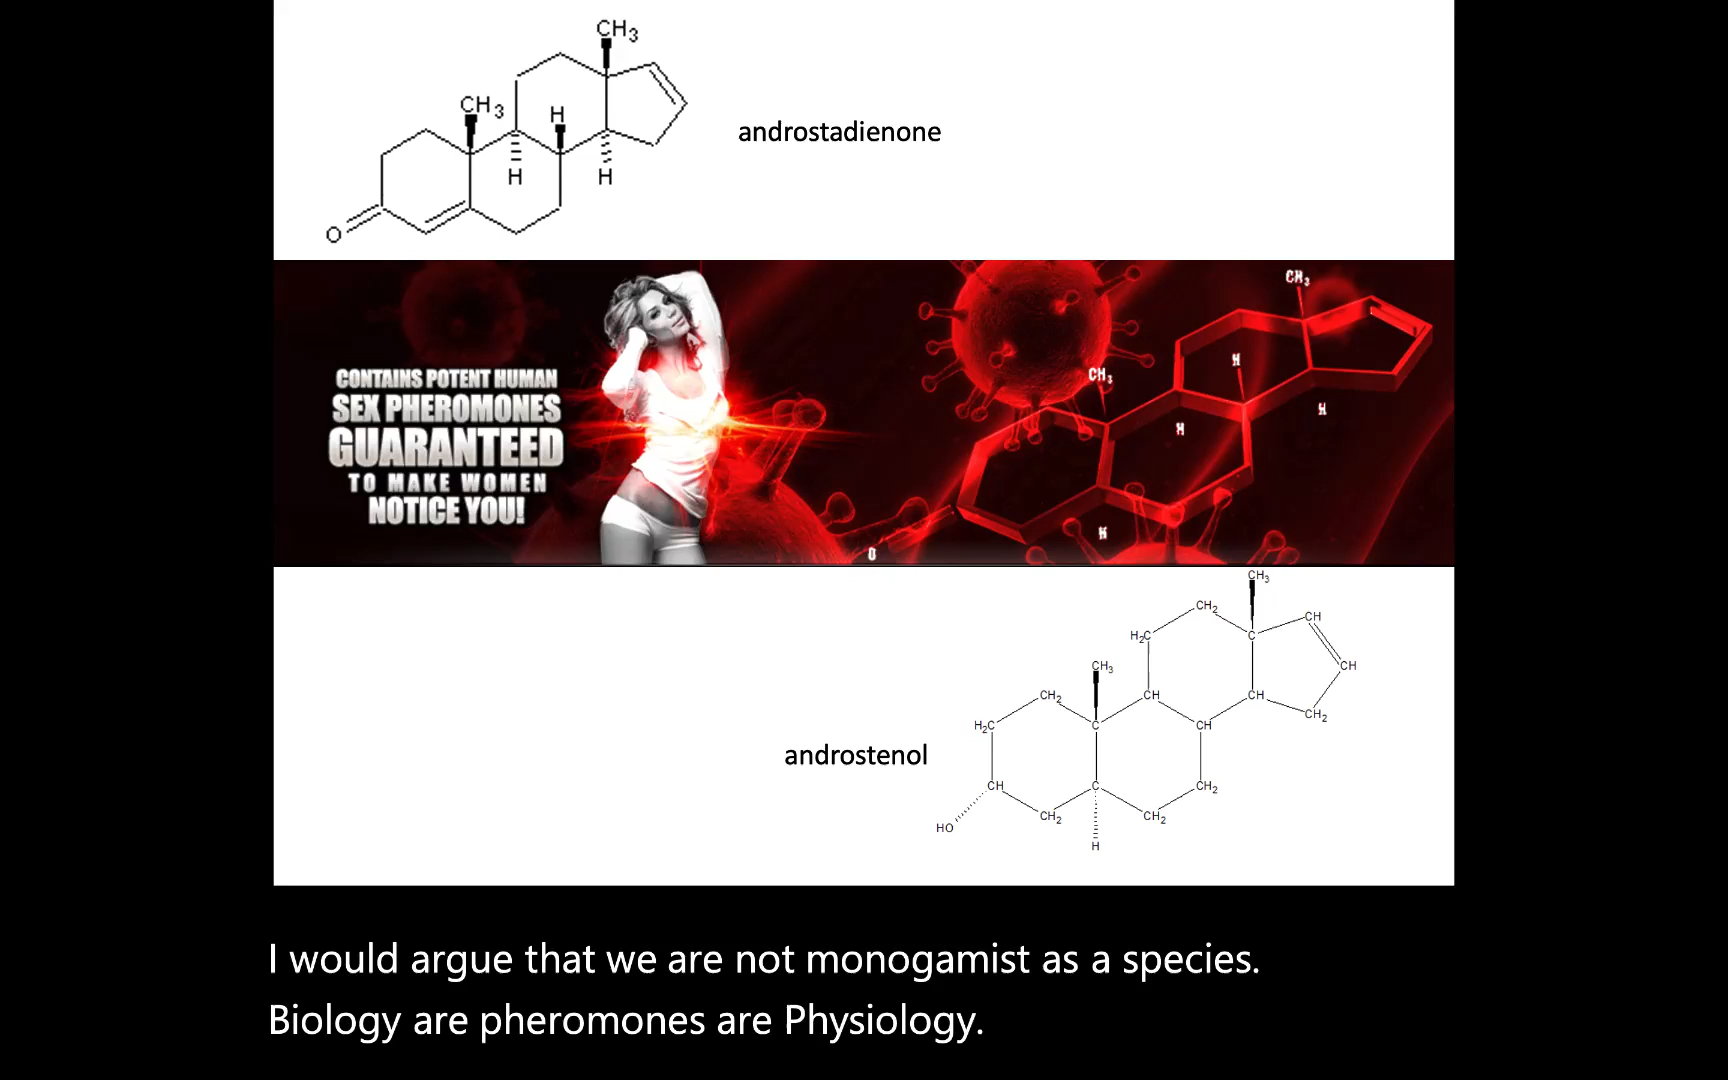 CH3
CH3
H
androstadienone
H
H
O
CH3
CONTAINS POTENT HUMAN
SEX PHEROMONES
GUARANTEED
TO MAKE WOMEN
NOTICE YOU!
H
CH3
H
H
H
O
CH3
CH2
CH
H2C
C
CH3
CH
CH2
CH
CH
CH2
H2C
C
CH
androstenol
CH
C
CH2
CH2
CH2
HO
H
I would argue that we are not monogamist as a species.
Biology are pheromones are Physiology.